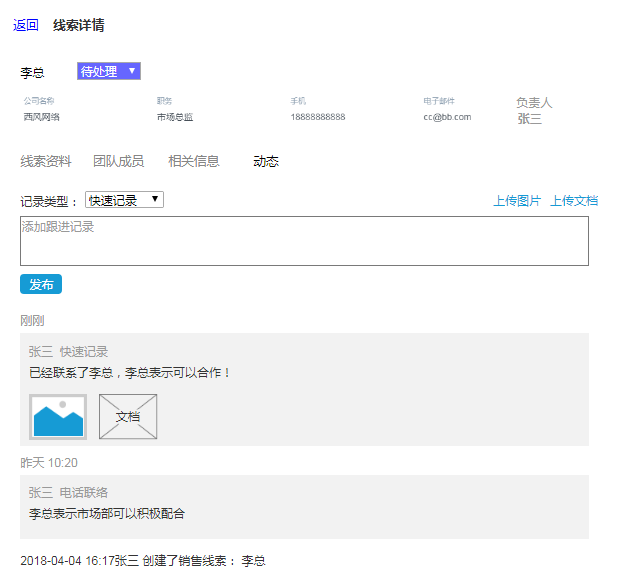 返回 线索详情
李总 待处理
公司名称 职务 手机 电子邮件 负责人
西风网络 市场总监 18888888888 cc@bb.com 张三
线索资料 团队成员 相关信息 动态
记录类型： 快速记录 上传图片 上传文档
添加跟进记录
发布
刚刚
张三 快速记录
已经联系了李总，李总表示可以合作！
文档
昨天 10:20
张三 电话联络
李总表示市场部可以积极配合
2018-04-04 16:17张三 创建了销售线索： 李总